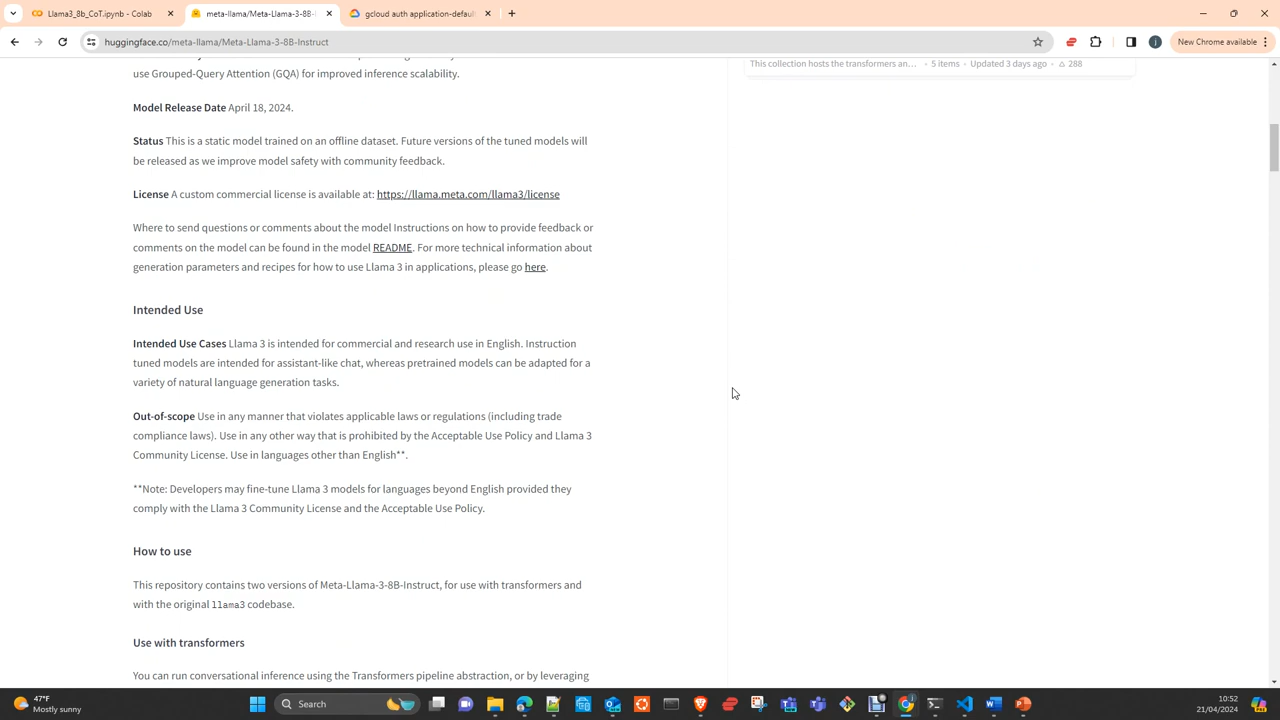 Llama3_8b_CoT.ipynb - Colab
meta-llama/Meta-Llama-3-8B-I
gcloud auth application-default
huggingface.co/meta-llama/Meta-Llama-3-8B-Instruct
New Chrome available
use Grouped-Query Attention (GQA) for improved inference scalability.
This collection hosts the transformers an... • 5 items • Updated 3 days ago • 288
Model Release Date April 18, 2024.
Status This is a static model trained on an offline dataset. Future versions of the tuned models will
be released as we improve model safety with community feedback.
License A custom commercial license is available at: https://llama.meta.com/llama3/license
Where to send questions or comments about the model Instructions on how to provide feedback or
comments on the model can be found in the model README. For more technical information about
generation parameters and recipes for how to use Llama 3 in applications, please go here.
Intended Use
Intended Use Cases Llama 3 is intended for commercial and research use in English. Instruction
tuned models are intended for assistant-like chat, whereas pretrained models can be adapted for a
variety of natural language generation tasks.
Out-of-scope Use in any manner that violates applicable laws or regulations (including trade
compliance laws). Use in any other way that is prohibited by the Acceptable Use Policy and Llama 3
Community License. Use in languages other than English**.
**Note: Developers may fine-tune Llama 3 models for languages beyond English provided they
comply with the Llama 3 Community License and the Acceptable Use Policy.
How to use
This repository contains two versions of Meta-Llama-3-8B-Instruct, for use with transformers and
with the original llama3 codebase.
Use with transformers
You can run conversational inference using the Transformers pipeline abstraction, or by leveraging
47°F
Mostly sunny
Search
10:52
21/04/2024